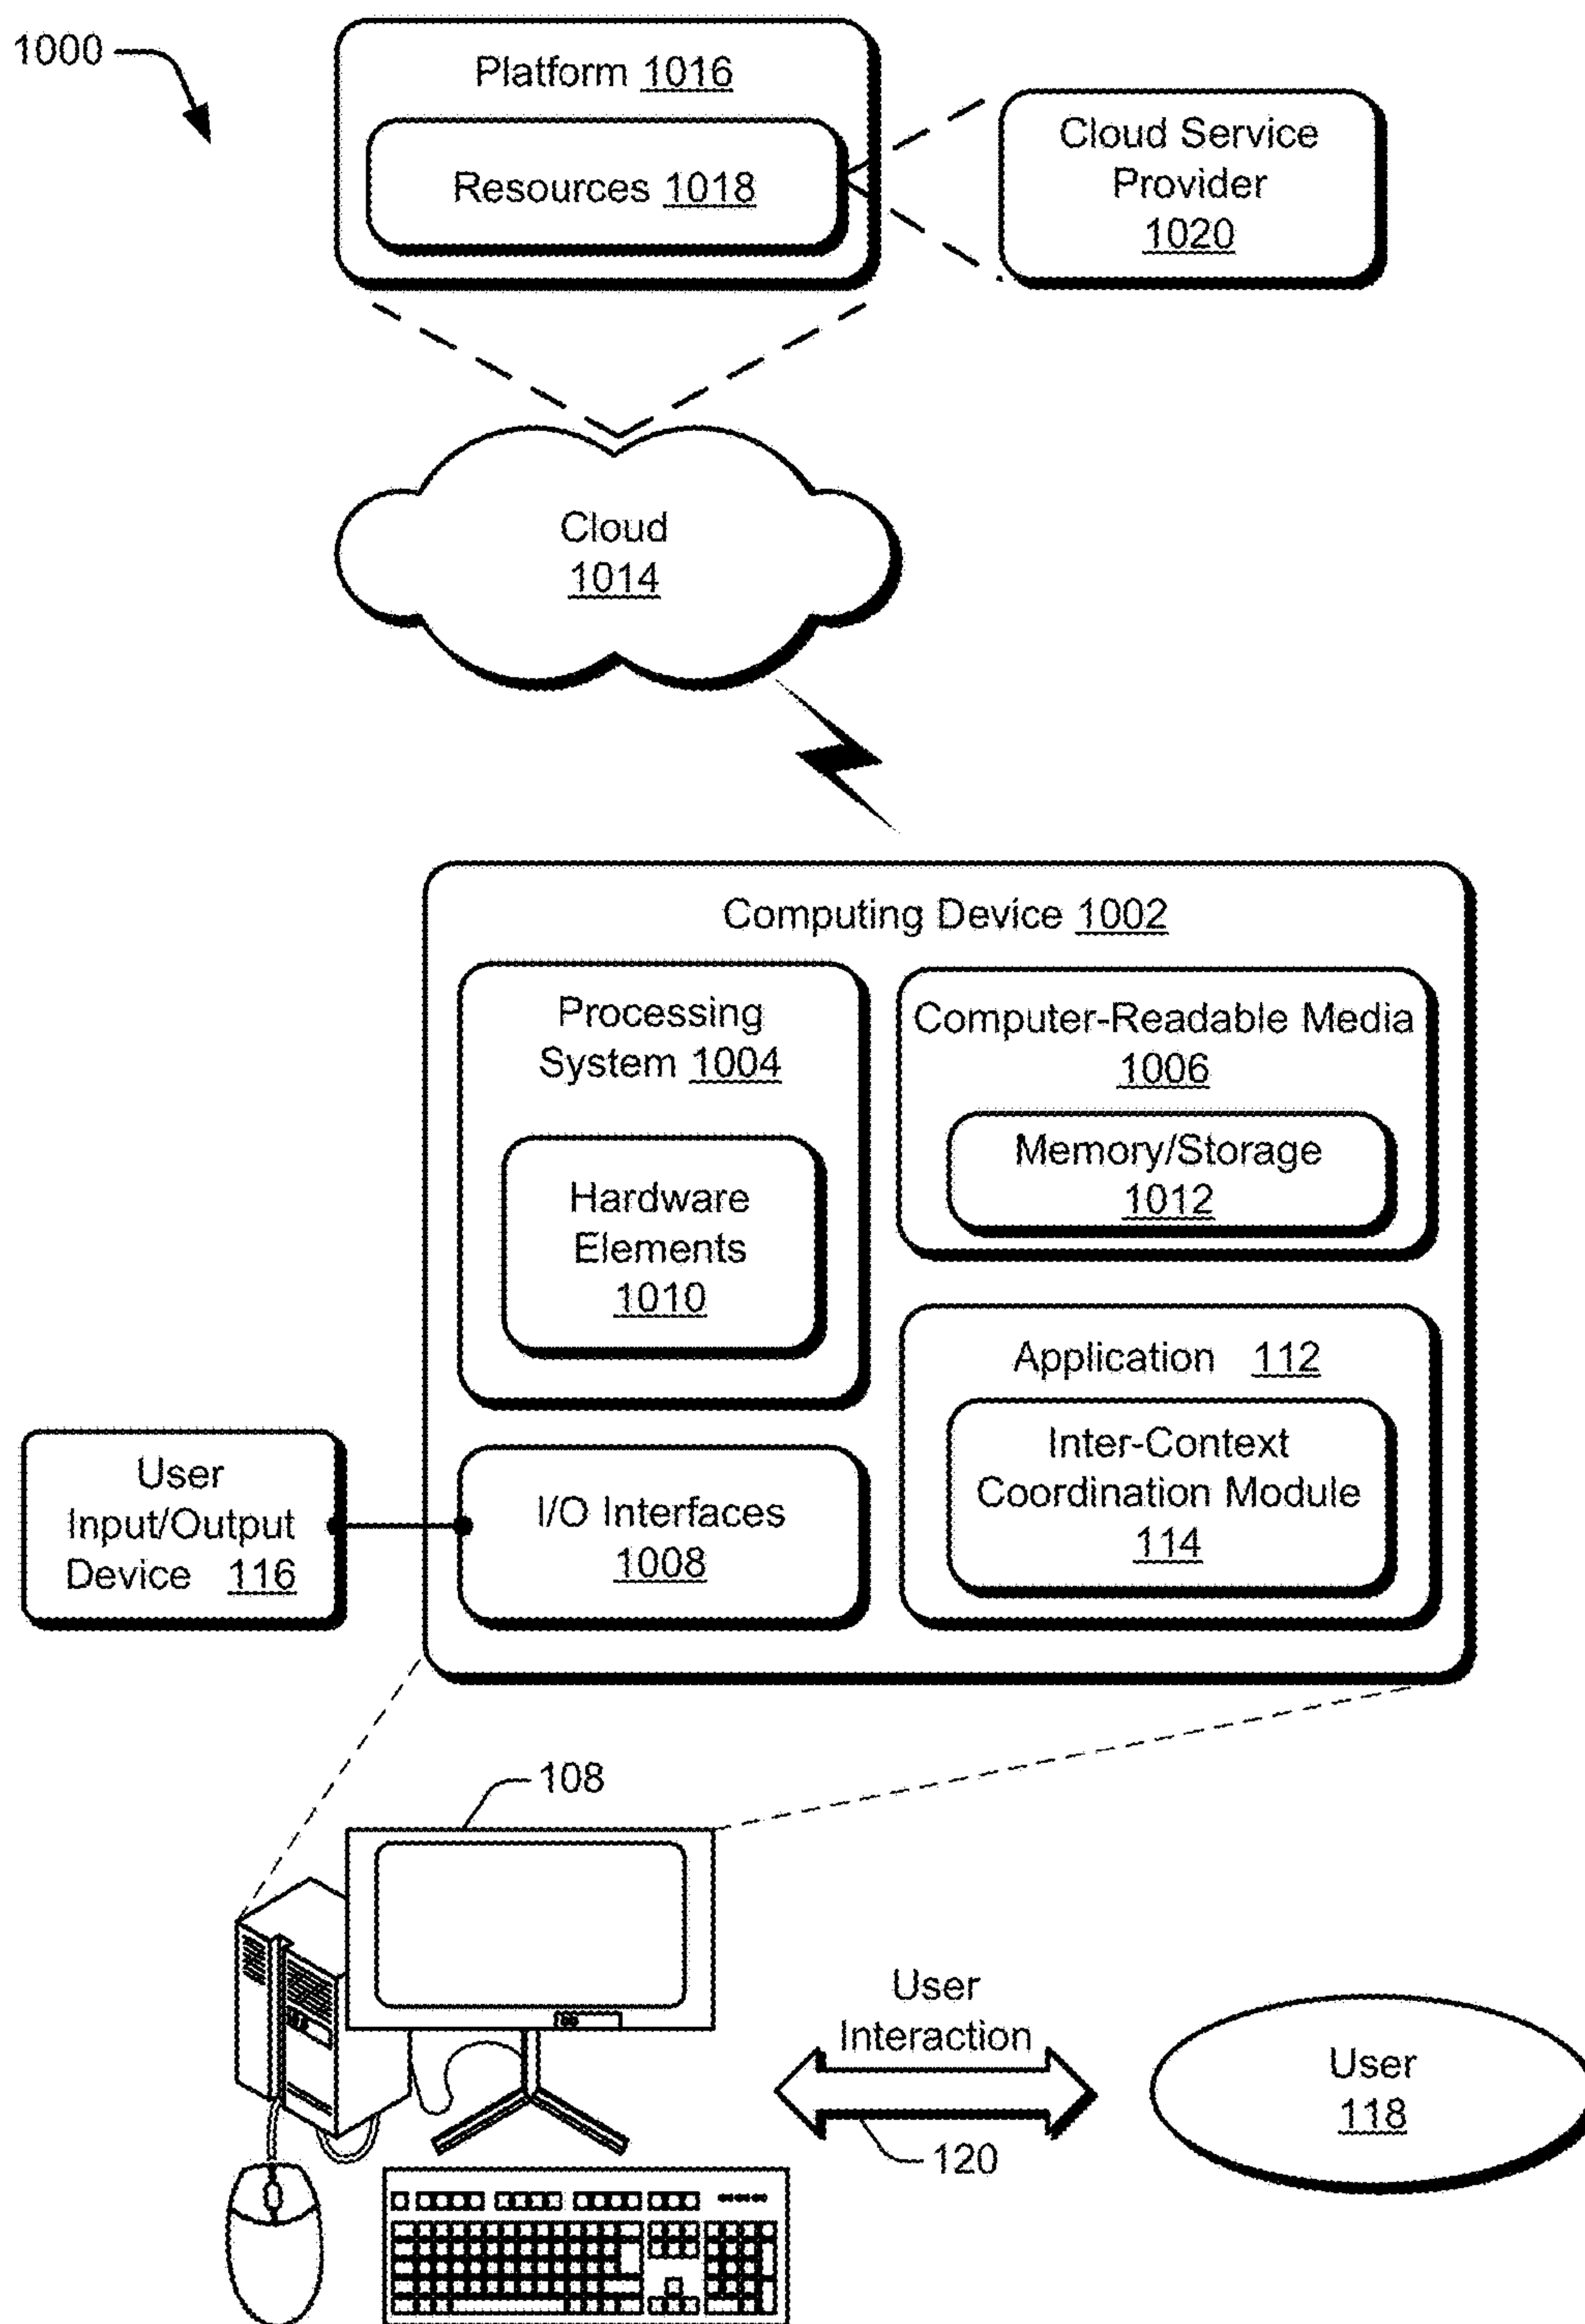 1000
Platform 1016
Resources 1018
Cloud Service
Provider
1020
Cloud
1014
Computing Device 1002
Processing
System 1004
Hardware
Elements
1010
Computer-Readable Media
1006
Memory/Storage
1012
Application 112
Inter-Context
Coordination Module
114
User
Input/Output
Device 116
I/O Interfaces
1008
108
User
Interaction
120
User
118